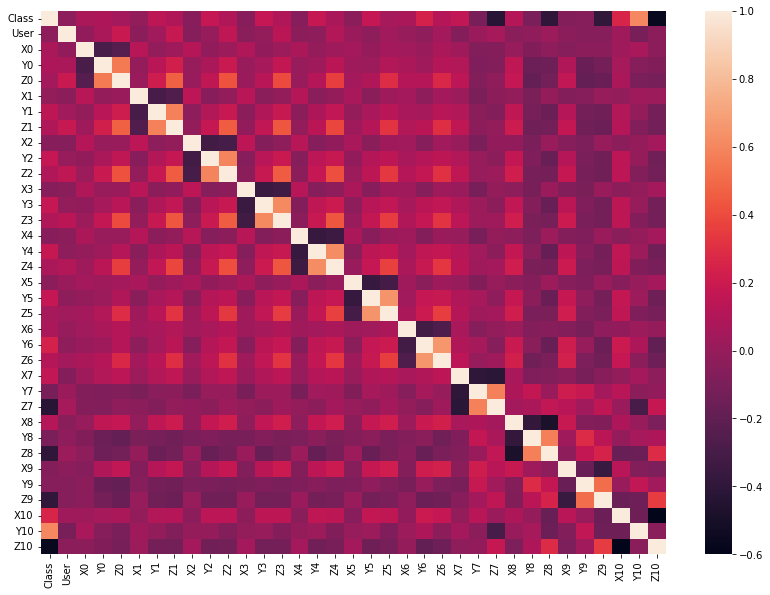 Class
User
X0
Y0
Z0
X1
Y1
Z1
X2
Y2
Z2
X3
Y3
Z3
X4
Y4
Z4
X5
Y5
Z5
X6
Y6
Z6
X7
Y7
Z7
X8
Y8
Z8
X9
Y9
Z9
X10
Y10
Z10
Class User X0 Y0 Z0 X1 Y1 Z1 X2 Y2 Z2 X3 Y3 Z3 X4 Y4 Z4 X5 Y5 Z5 X6 Y6 Z6 X7 Y7 Z7 X8 Y8 Z8 X9 Y9 Z9 X10 Y10 Z10
1.0
0.8
0.6
0.4
0.2
0.0
−0.2
−0.4
−0.6